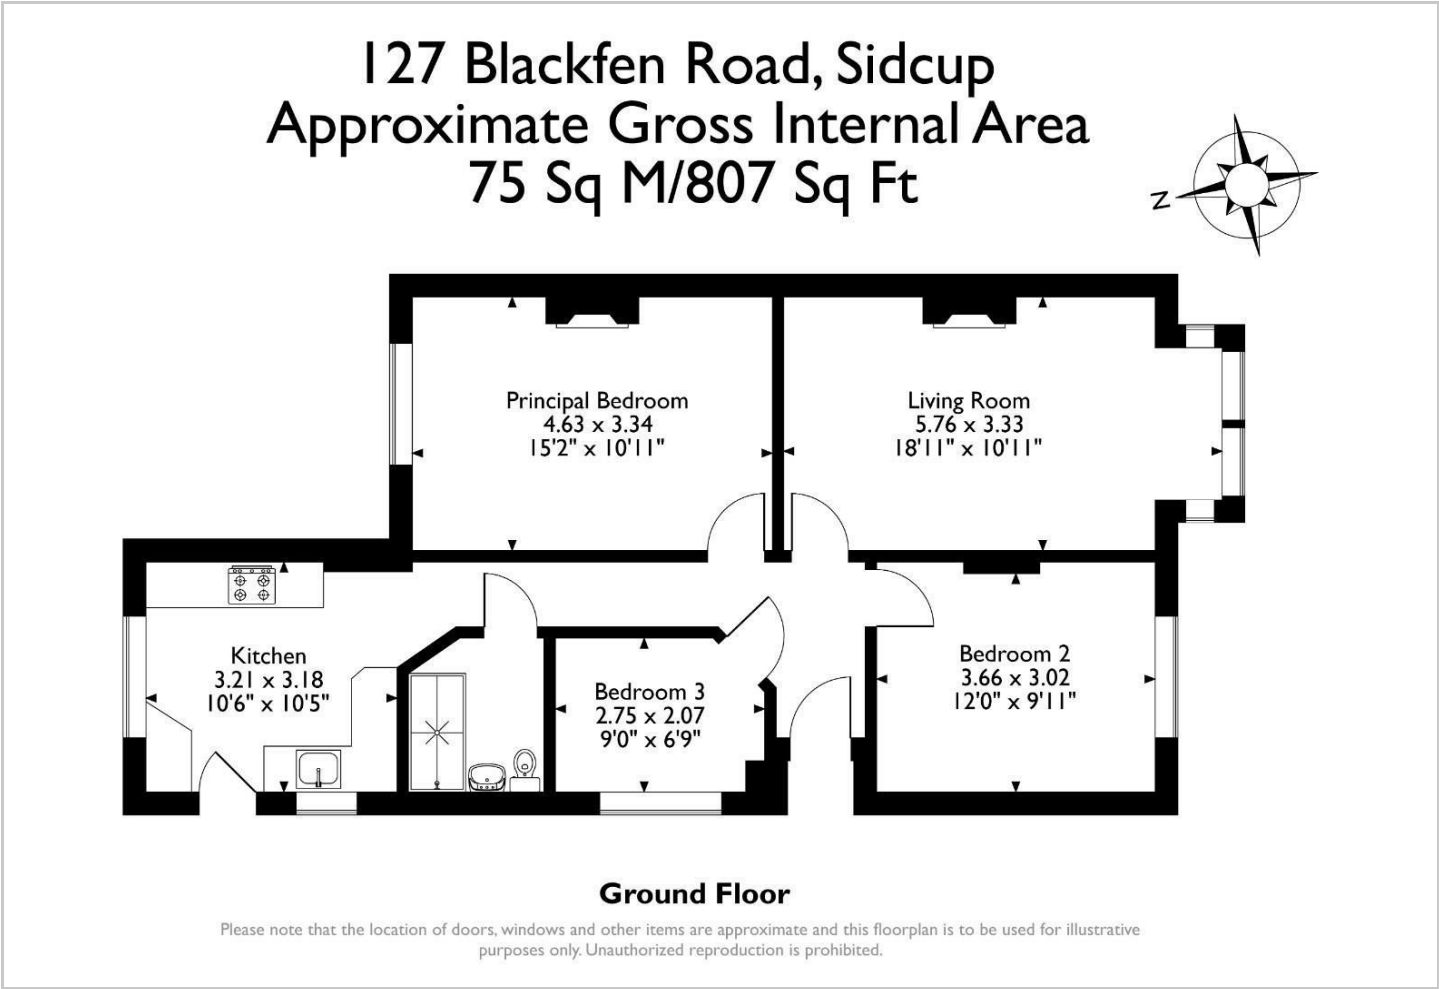 127 Blackfen Road, Sidcup
Approximate Gross Internal Area
75 Sq M/807 Sq Ft
N
Principal Bedroom
4.63 x 3.34
15'2" x 10'11"
Living Room
5.76 x 3.33
18'11" x 10'11"
Kitchen
3.21 x 3.18
10'6" x 10'5"
Bedroom 3
2.75 x 2.07
9'0" x 6'9"
Bedroom 2
3.66 x 3.02
12'0" x 9'11"
Ground Floor
Please note that the location of doors, windows and other items are approximate and this floorplan is to be used for illustrative
purposes only. Unauthorized reproduction is prohibited.